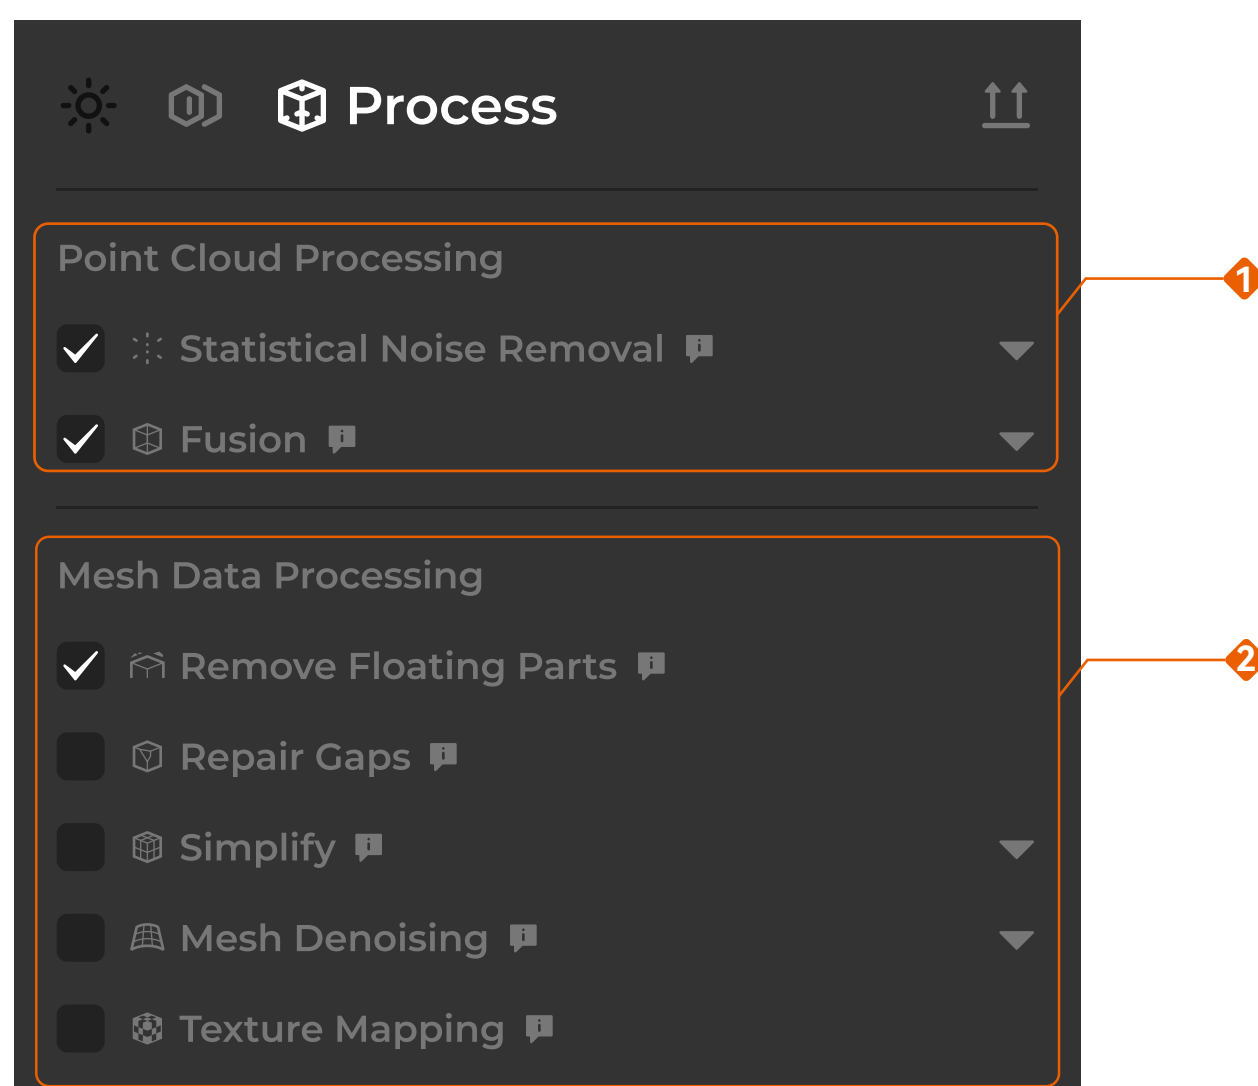 Process
Point Cloud Processing
1
Statistical Noise Removal
Fusion
Mesh Data Processing
2
Remove Floating Parts
Repair Gaps
Simplify
Mesh Denoising
Texture Mapping